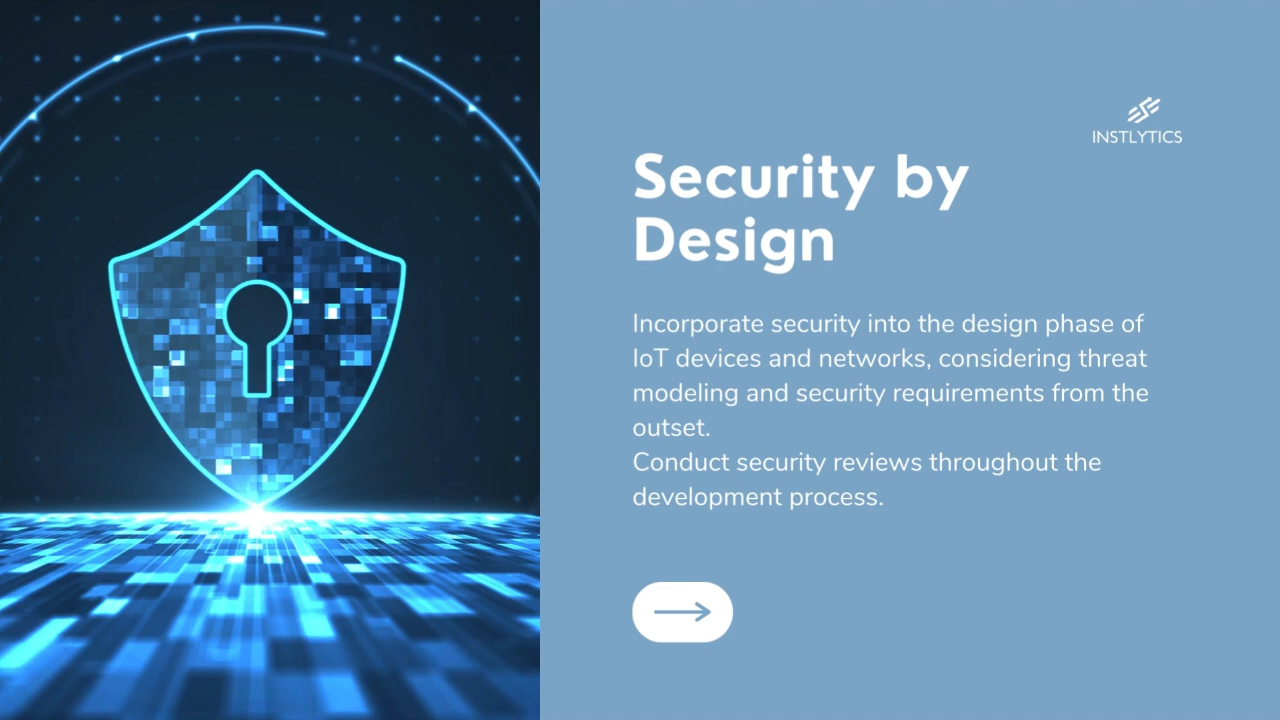 INSTLYTICS
Security by
Design
Incorporate security into the design phase of
IoT devices and networks, considering threat
modeling and security requirements from the
outset.
Conduct security reviews throughout the
development process.